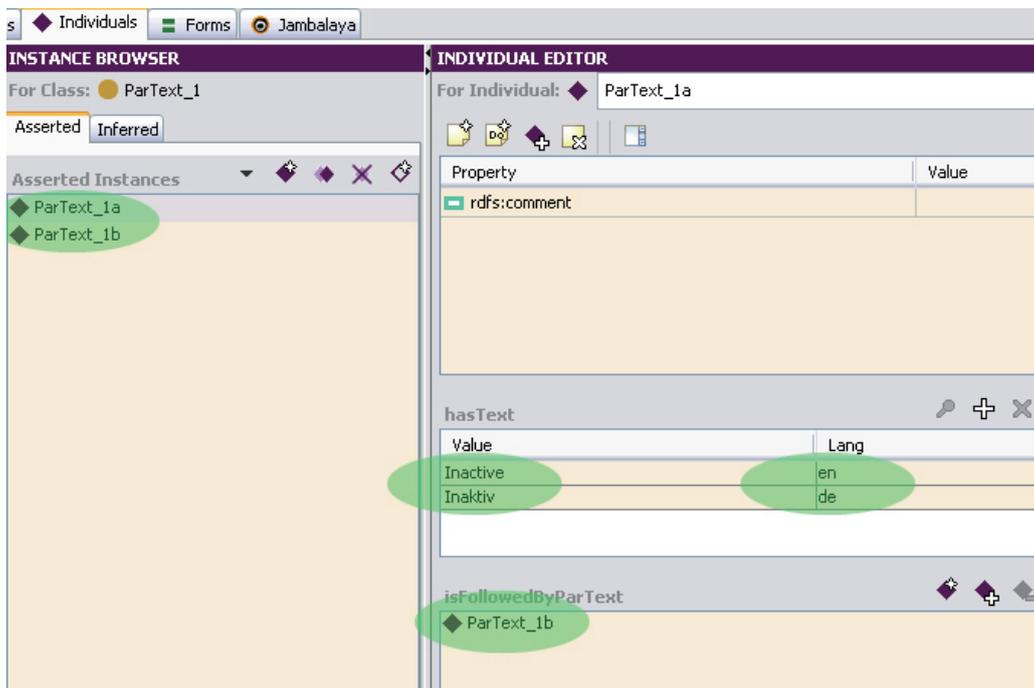 s Individuals Forms Jambalaya
INSTANCE BROWSER
For Class: ParText_1
Asserted Inferred
Asserted Instances
ParText_1a
ParText_1b
INDIVIDUAL EDITOR
For Individual: ParText_1a
Property Value
rdfs:comment
hasText
Value Lang
Inactive en
Inaktiv de
isFollowedByParText
ParText_1b